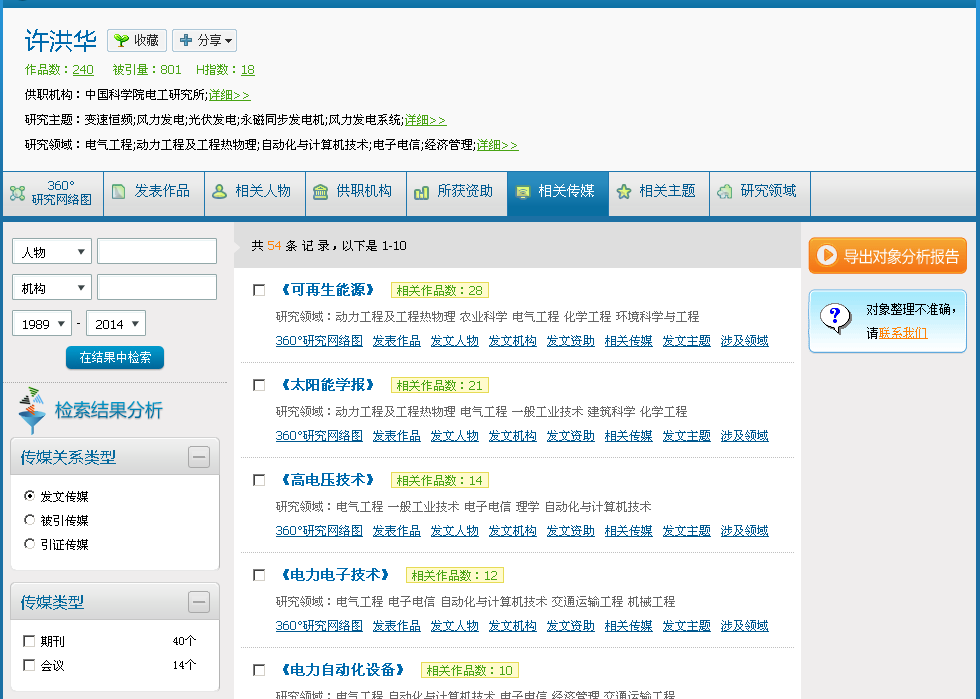 许洪华 收藏 分享
作品数：240 被引量：801 H指数：18
供职机构：中国科学院电工研究所;详细>>
研究主题：变速恒频;风力发电;光伏发电;永磁同步发电机;风力发电系统;详细>>
研究领域：电气工程;动力工程及工程热物理;自动化与计算机技术;电子电信;经济管理;详细>>
360°
研究网络图 发表作品 相关人物 供职机构 所获资助 相关传媒 相关主题 研究领域
人物
机构
1989 - 2014
在结果中检索
检索结果分析
传媒关系类型
发文传媒
被引传媒
引证传媒
传媒类型
期刊 40个
会议 14个
共 54 条 记 录，以下是 1-10
《可再生能源》 相关作品数：28
研究领域：动力工程及工程热物理 农业科学 电气工程 化学工程 环境科学与工程
360°研究网络图 发表作品 发文人物 发文机构 发文资助 相关传媒 发文主题 涉及领域
《太阳能学报》 相关作品数：21
研究领域：动力工程及工程热物理 电气工程 一般工业技术 建筑科学 化学工程
360°研究网络图 发表作品 发文人物 发文机构 发文资助 相关传媒 发文主题 涉及领域
《高电压技术》 相关作品数：14
研究领域：电气工程 一般工业技术 电子电信 理学 自动化与计算机技术
360°研究网络图 发表作品 发文人物 发文机构 发文资助 相关传媒 发文主题 涉及领域
《电力电子技术》 相关作品数：12
研究领域：电气工程 电子电信 自动化与计算机技术 交通运输工程 机械工程
360°研究网络图 发表作品 发文人物 发文机构 发文资助 相关传媒 发文主题 涉及领域
《电力自动化设备》 相关作品数：10
研究领域：电气工程 自动化与计算机技术 电子电信 经济管理 交通运输工程
导出对象分析报告
对象整理不准确，
请联系我们